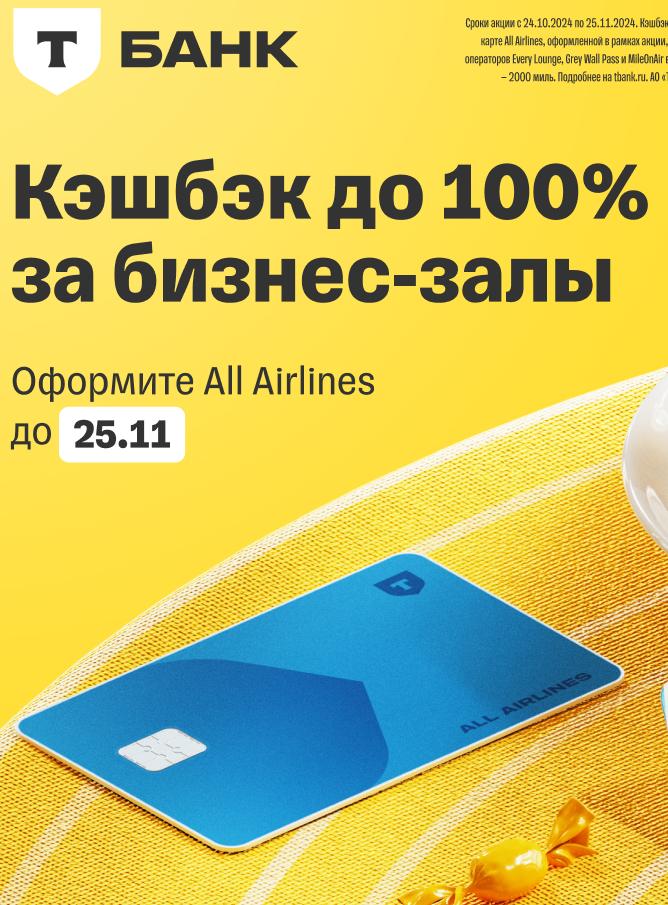 Т БАНК
Сроки акции с 24.10.2024 по 25.11.2024. Кэшбэк
карте All Airlines, оформленной в рамках акции,
операторов Every Lounge, Grey Wall Pass и MileOnAir в
– 2000 миль. Подробнее на tbank.ru. АО «Т
Кэшбэк до 100%
за бизнес-залы
Оформите All Airlines
до 25.11
Т
ALL AIRLINES